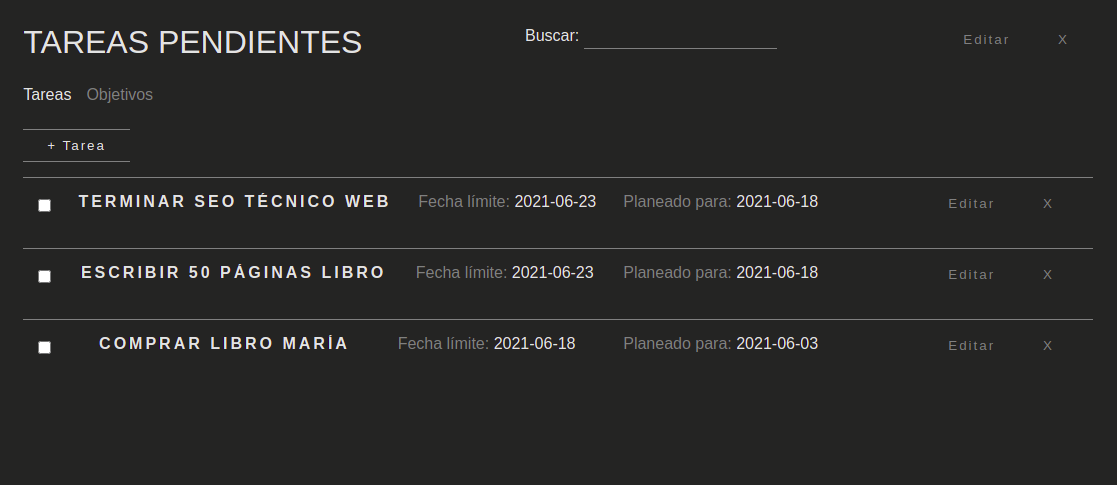 TAREAS PENDIENTES Buscar: Editar X
Tareas Objetivos
+ Tarea
TERMINAR SEO TÉCNICO WEB Fecha límite: 2021-06-23 Planeado para: 2021-06-18 Editar X
ESCRIBIR 50 PÁGINAS LIBRO Fecha límite: 2021-06-23 Planeado para: 2021-06-18 Editar X
COMPRAR LIBRO MARÍA Fecha límite: 2021-06-18 Planeado para: 2021-06-03 Editar X